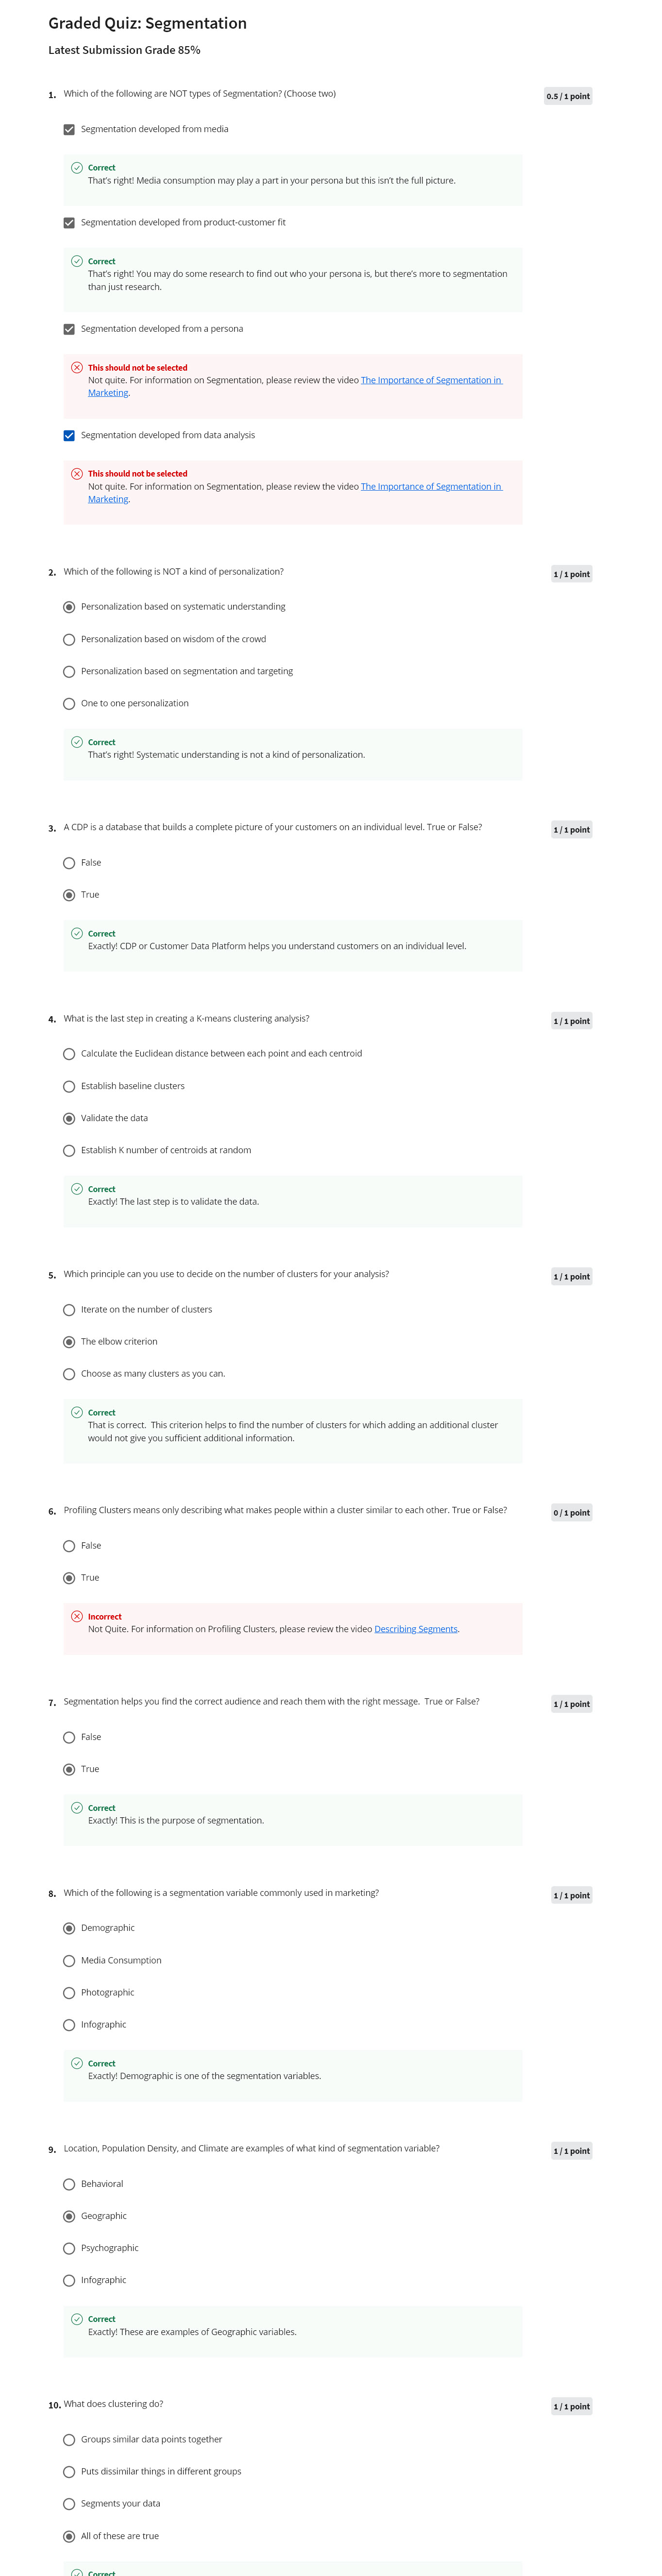 Graded Quiz: Segmentation
Latest Submission Grade 85%
1. Which of the following are NOT types of Segmentation? (Choose two)
0.5 / 1 point
Segmentation developed from media
Correct
That's right! Media consumption may play a part in your persona but this isn't the full picture.
Segmentation developed from product-customer fit
Correct
That's right! You may do some research to find out who your persona is, but there's more to segmentation
than just research.
Segmentation developed from a persona
This should not be selected
Not quite. For information on Segmentation, please review the video The Importance of Segmentation in
Marketing.
Segmentation developed from data analysis
This should not be selected
Not quite. For information on Segmentation, please review the video The Importance of Segmentation in
Marketing.
2. Which of the following is NOT a kind of personalization?
1 / 1 point
Personalization based on systematic understanding
Personalization based on wisdom of the crowd
Personalization based on segmentation and targeting
One to one personalization
Correct
That's right! Systematic understanding is not a kind of personalization.
3. A CDP is a database that builds a complete picture of your customers on an individual level. True or False?
1 / 1 point
False
True
Correct
Exactly! CDP or Customer Data Platform helps you understand customers on an individual level.
4. What is the last step in creating a K-means clustering analysis?
1 / 1 point
Calculate the Euclidean distance between each point and each centroid
Establish baseline clusters
Validate the data
Establish K number of centroids at random
Correct
Exactly! The last step is to validate the data.
5. Which principle can you use to decide on the number of clusters for your analysis?
1 / 1 point
Iterate on the number of clusters
The elbow criterion
Choose as many clusters as you can.
Correct
That is correct.  This criterion helps to find the number of clusters for which adding an additional cluster
would not give you sufficient additional information.
6. Profiling Clusters means only describing what makes people within a cluster similar to each other. True or False?
0 / 1 point
False
True
Incorrect
Not Quite. For information on Profiling Clusters, please review the video Describing Segments.
7. Segmentation helps you find the correct audience and reach them with the right message.  True or False?
1 / 1 point
False
True
Correct
Exactly! This is the purpose of segmentation.
8. Which of the following is a segmentation variable commonly used in marketing?
1 / 1 point
Demographic
Media Consumption
Photographic
Infographic
Correct
Exactly! Demographic is one of the segmentation variables.
9. Location, Population Density, and Climate are examples of what kind of segmentation variable?
1 / 1 point
Behavioral
Geographic
Psychographic
Infographic
Correct
Exactly! These are examples of Geographic variables.
10. What does clustering do?
1 / 1 point
Groups similar data points together
Puts dissimilar things in different groups
Segments your data
All of these are true
Correct